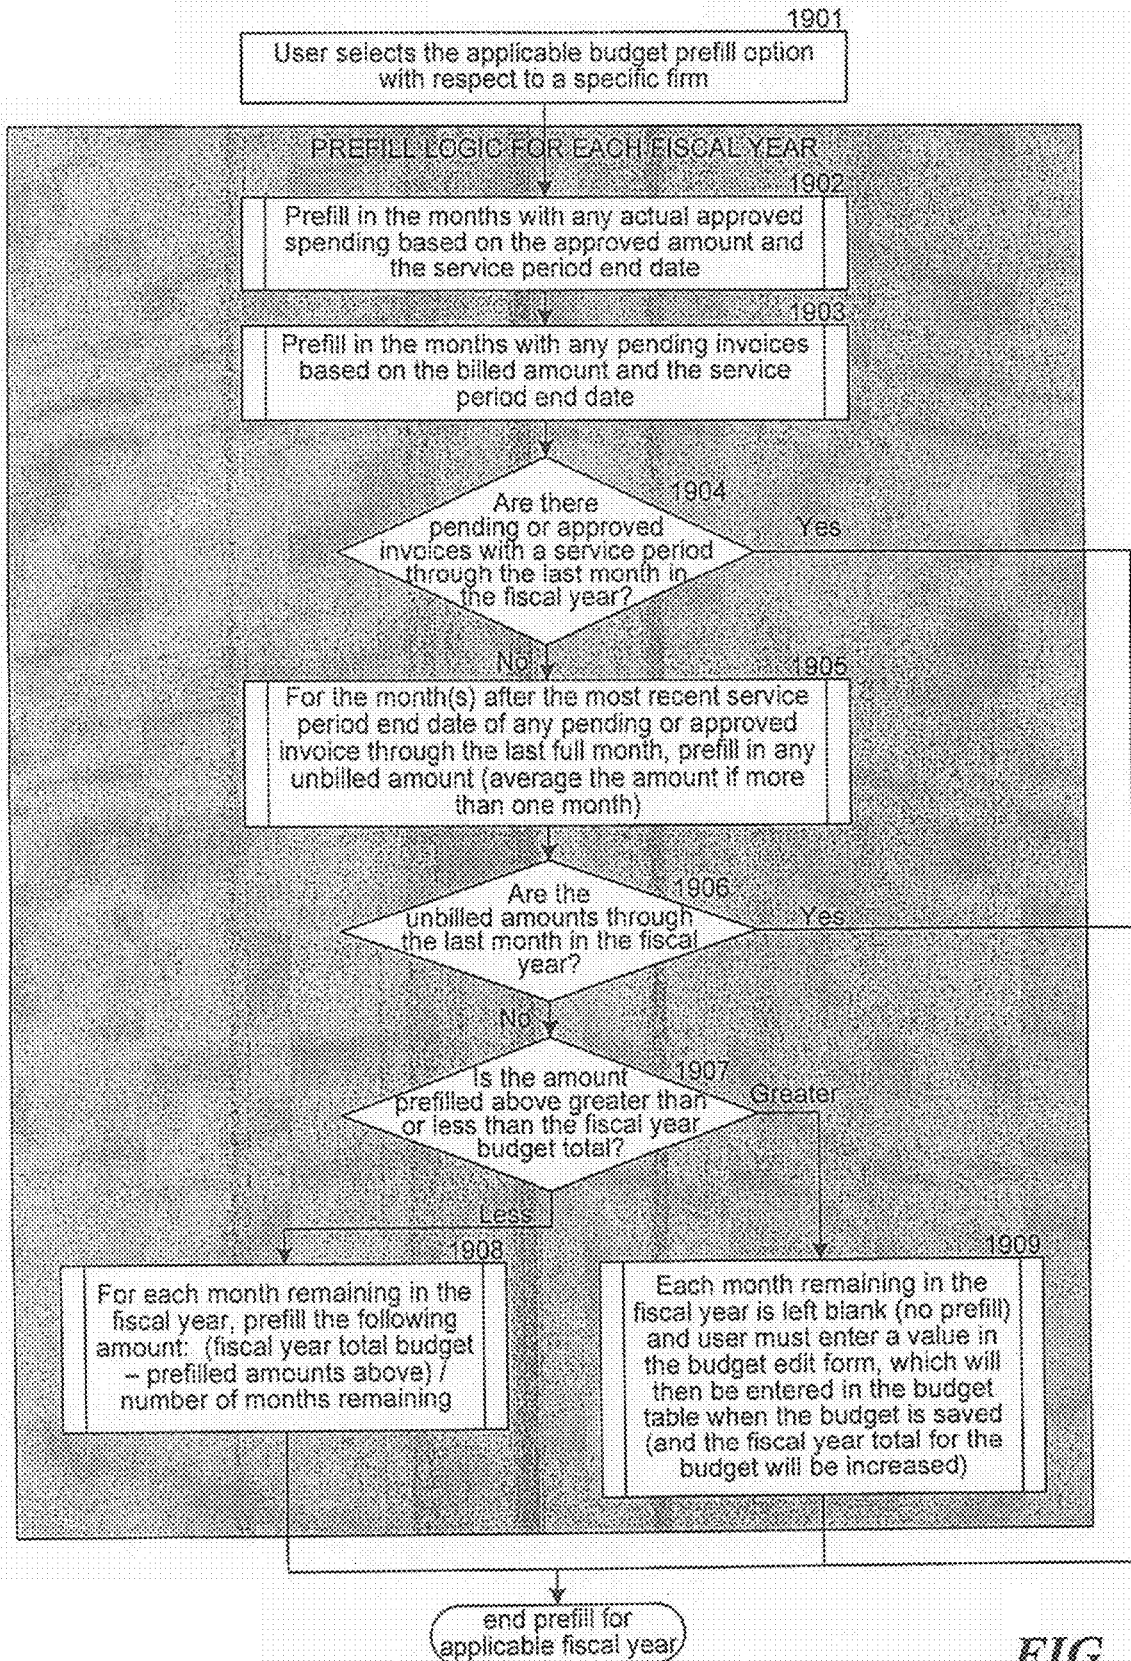 1901
User selects the applicable budget prefill option
with respect to a specific firm
PREFILL LOGIC FOR EACH FISCAL YEAR
1902
Prefill in the months with any actual approved
spending based on the approved amount and
the service period end date
1903
Prefill in the months with any pending invoices
based on the billed amount and the service
period end date
1904
Are there
pending or approved
invoices with a service period
through the last month in
the fiscal year?
Yes
No
1905
For the month(s) after the most recent service
period end date of any pending or approved
invoice through the last full month, prefill in any
unbilled amount (average the amount if more
than one month)
1906
Are the
unbilled amounts through
the last month in the fiscal
year?
Yes
No
1907
Is the amount
prefilled above greater than
or less than the fiscal year
budget total?
Greater
Less
1908
For each month remaining in the
fiscal year, prefill the following
amount: (fiscal year total budget
– prefilled amounts above) /
number of months remaining
1909
Each month remaining in the
fiscal year is left blank (no prefill)
and user must enter a value in
the budget edit form, which will
then be entered in the budget
table when the budget is saved
(and the fiscal year total for the
budget will be increased)
end prefill for
applicable fiscal year
FIG